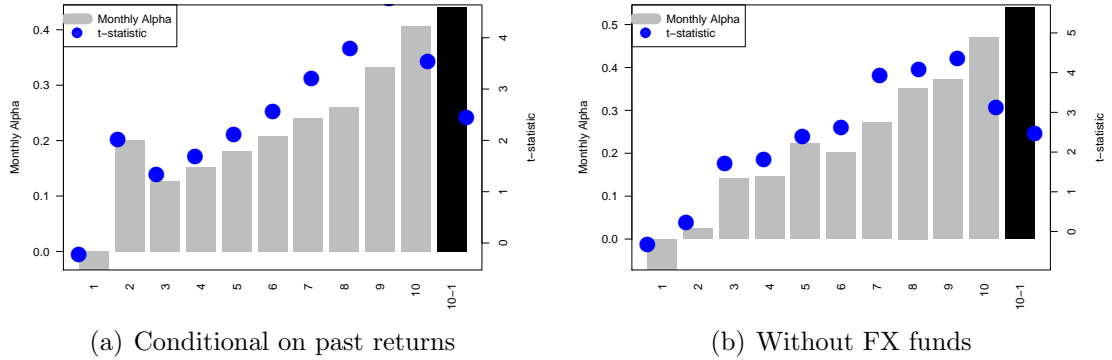 Monthly Alpha
t−statistic
0.4
0.3
0.2
0.1
0.0
Monthly Alpha
4
3
2
1
0
t−statistic
1 2 3 4 5 6 7 8 9 10 10−1
(a) Conditional on past returns
Monthly Alpha
t−statistic
0.5
0.4
0.3
0.2
0.1
0.0
Monthly Alpha
5
4
3
2
1
0
t−statistic
1 2 3 4 5 6 7 8 9 10 10−1
(b) Without FX funds